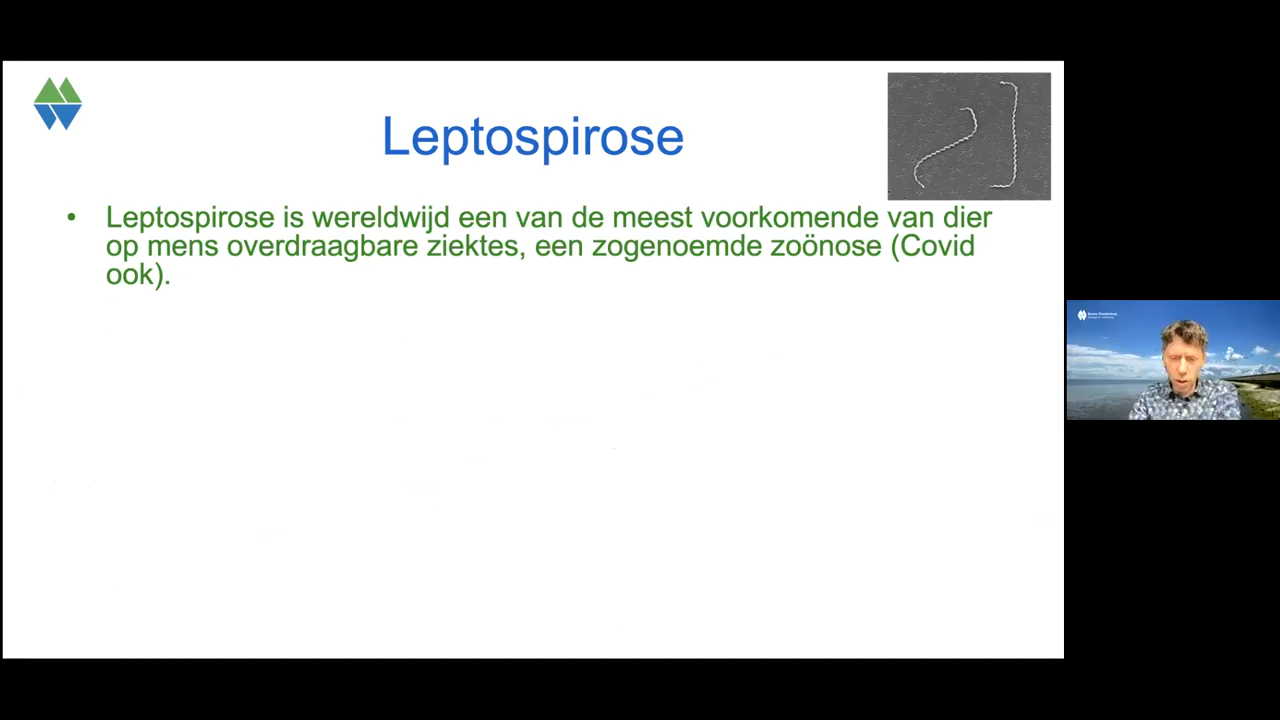 Leptospirose
• Leptospirose is wereldwijd een van de meest voorkomende van dier
op mens overdraagbare ziektes, een zogenoemde zoönose (Covid
ook).